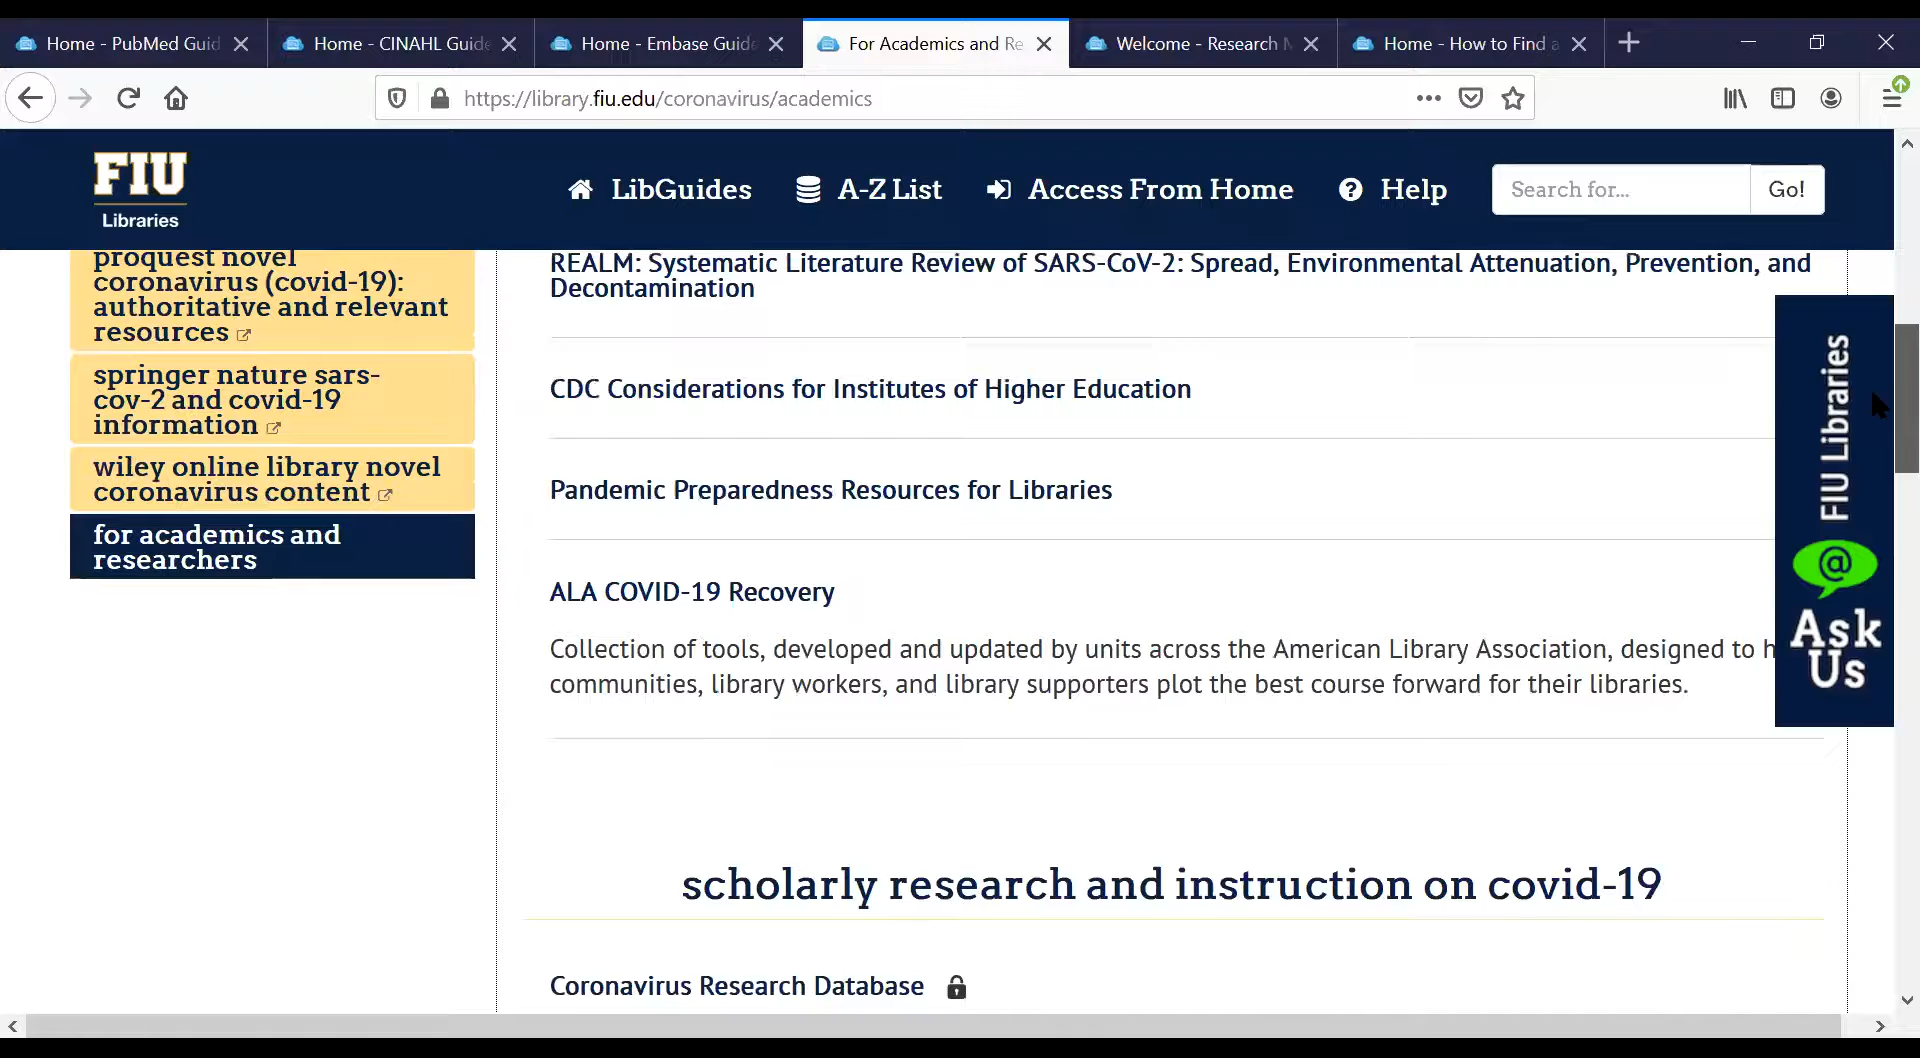 Home - PubMed Guid
Home - CINAHL Guide
Home - Embase Guide
For Academics and Re
Welcome - Research M
Home - How to Find a
https://library.fiu.edu/coronavirus/academics
FIU
Libraries
LibGuides
A-Z List
Access From Home
Help
Search for...
Go!
proquest novel
coronavirus (covid-19):
authoritative and relevant
resources
springer nature sars-
cov-2 and covid-19
information
wiley online library novel
coronavirus content
for academics and
researchers
REALM: Systematic Literature Review of SARS-CoV-2: Spread, Environmental Attenuation, Prevention, and
Decontamination
CDC Considerations for Institutes of Higher Education
Pandemic Preparedness Resources for Libraries
ALA COVID-19 Recovery
Collection of tools, developed and updated by units across the American Library Association, designed to h
communities, library workers, and library supporters plot the best course forward for their libraries.
scholarly research and instruction on covid-19
Coronavirus Research Database
FIU Libraries
@
Ask
Us